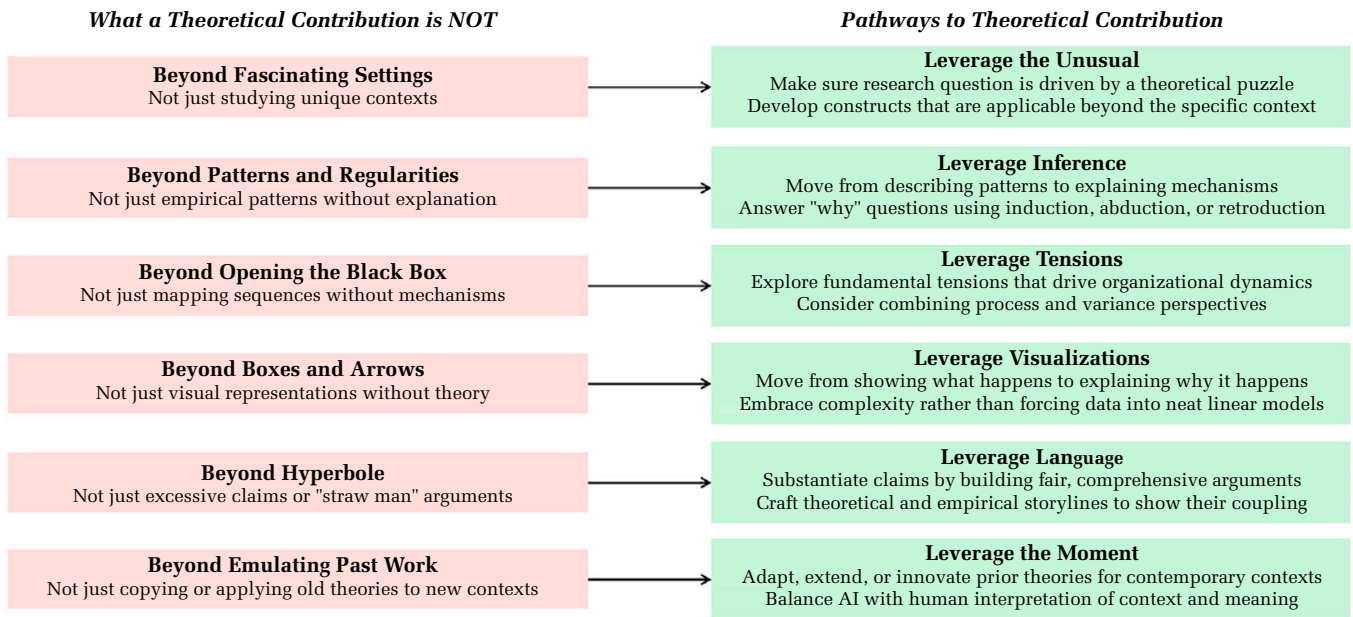 What a Theoretical Contribution is NOT
Pathways to Theoretical Contribution
Beyond Fascinating Settings
Not just studying unique contexts
Leverage the Unusual
Make sure research question is driven by a theoretical puzzle
Develop constructs that are applicable beyond the specific context
Beyond Patterns and Regularities
Not just empirical patterns without explanation
Leverage Inference
Move from describing patterns to explaining mechanisms
Answer "why" questions using induction, abduction, or retroduction
Beyond Opening the Black Box
Not just mapping sequences without mechanisms
Leverage Tensions
Explore fundamental tensions that drive organizational dynamics
Consider combining process and variance perspectives
Beyond Boxes and Arrows
Not just visual representations without theory
Leverage Visualizations
Move from showing what happens to explaining why it happens
Embrace complexity rather than forcing data into neat linear models
Beyond Hyperbole
Not just excessive claims or "straw man" arguments
Leverage Language
Substantiate claims by building fair, comprehensive arguments
Craft theoretical and empirical storylines to show their coupling
Beyond Emulating Past Work
Not just copying or applying old theories to new contexts
Leverage the Moment
Adapt, extend, or innovate prior theories for contemporary contexts
Balance AI with human interpretation of context and meaning